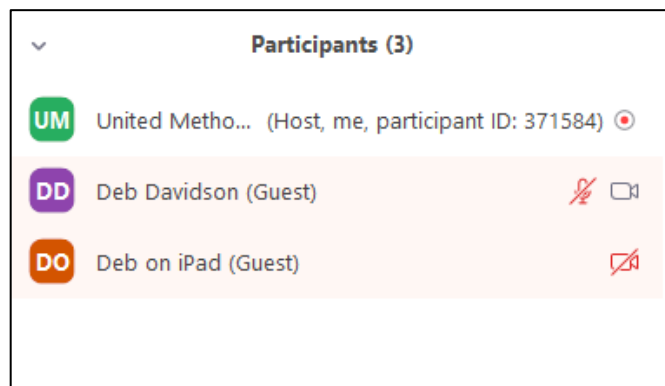 Participants (3)
UM United Metho... (Host, me, participant ID: 371584)
DD Deb Davidson (Guest)
DO Deb on iPad (Guest)